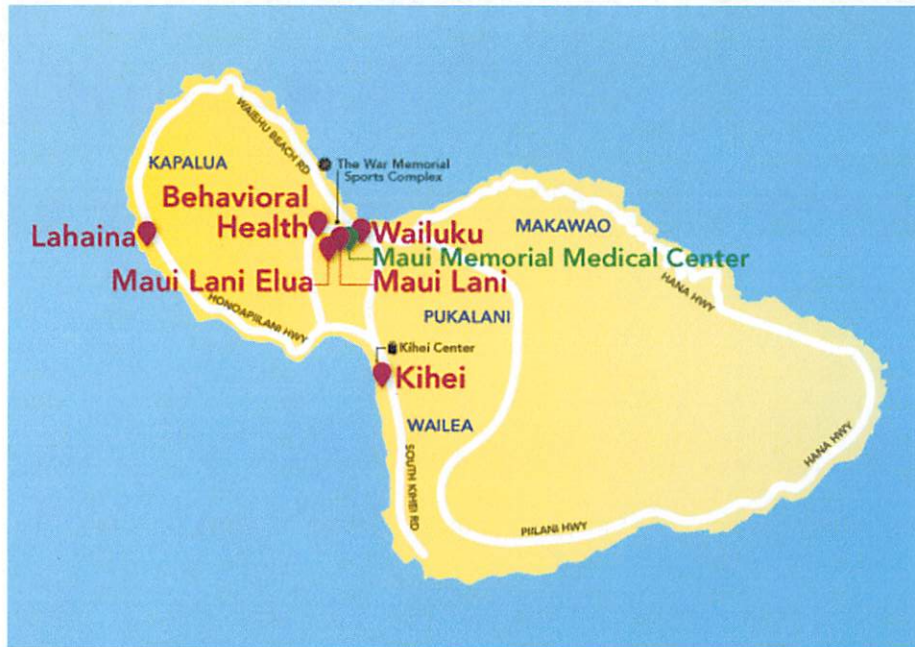 WAIEHU BEACH RD
KAPALUA
The War Memorial
Sports Complex
Behavioral
Health
Lahaina
Wailuku
MAKAWAO
Maui Memorial Medical Center
Maui Lani Elua
Maui Lani
HANA HWY
HONOAPIILANI HWY
PUKALANI
Kihei Center
Kihei
WAILEA
SOUTH KIHEI RD
HANA HWY
PIILANI HWY